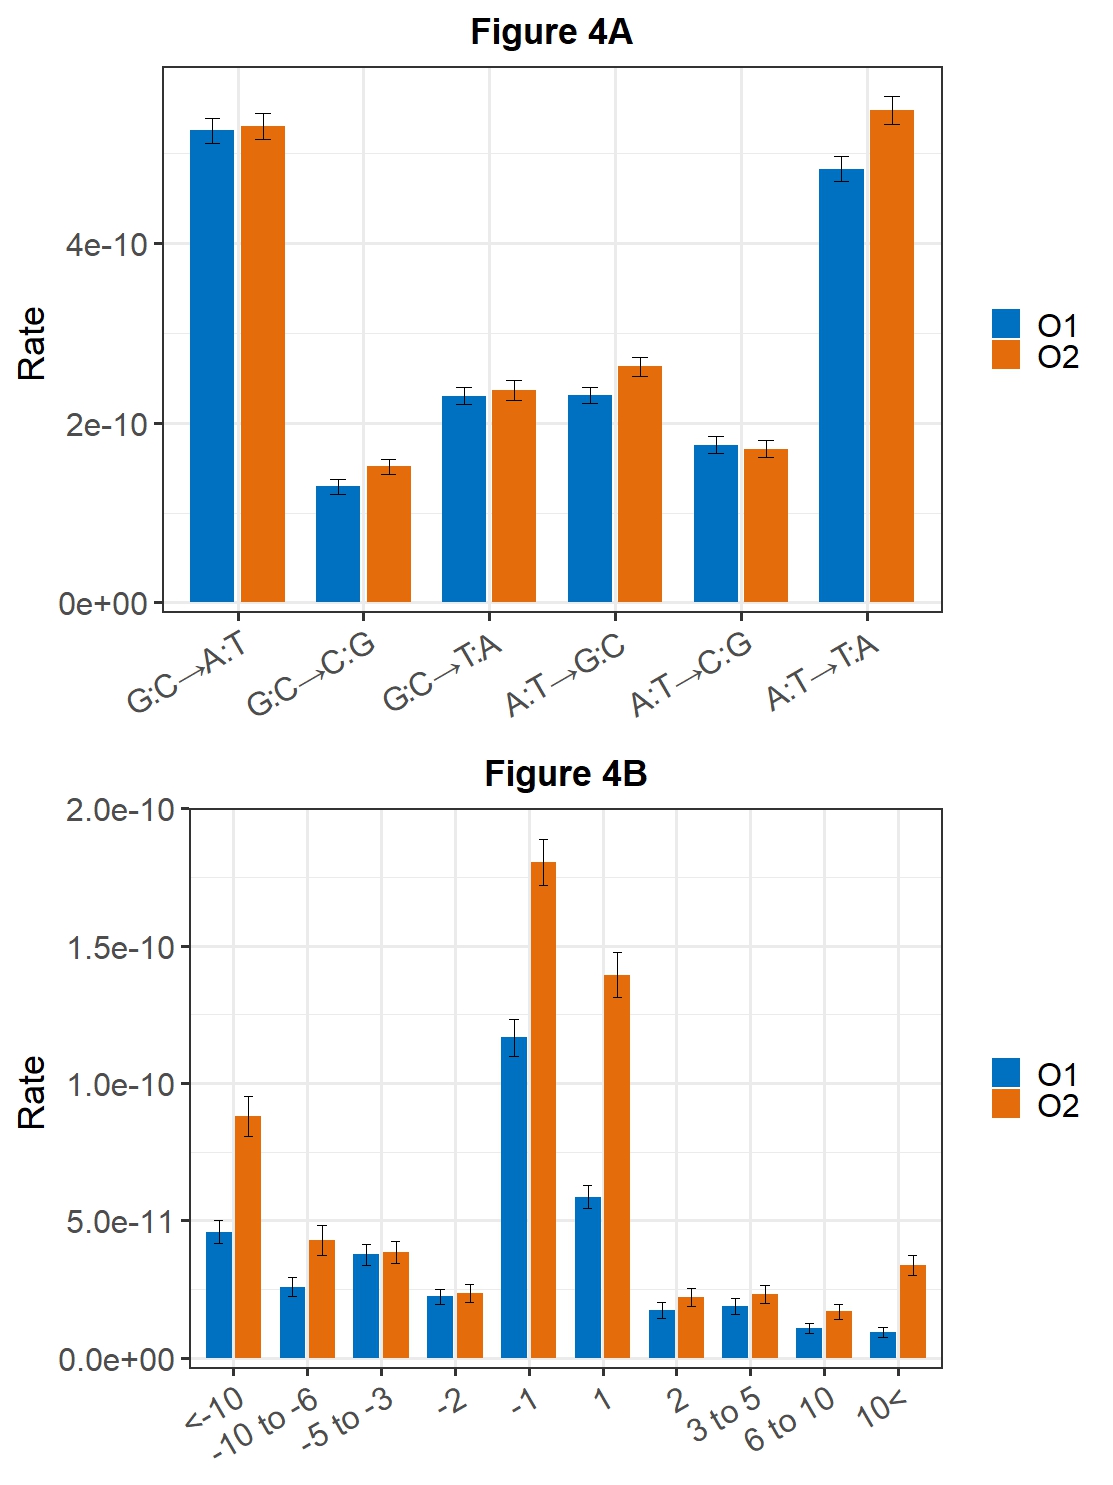 Figure 4A
Rate
4e-10
2e-10
0e+00
G:C→A:T
G:C→C:G
G:C→T:A
A:T→G:C
A:T→C:G
A:T→T:A
O1
O2
Figure 4B
Rate
2.0e-10
1.5e-10
1.0e-10
5.0e-11
0.0e+00
<-10
-10 to -6
-5 to -3
-2
-1
1
2
3 to 5
6 to 10
10<
O1
O2